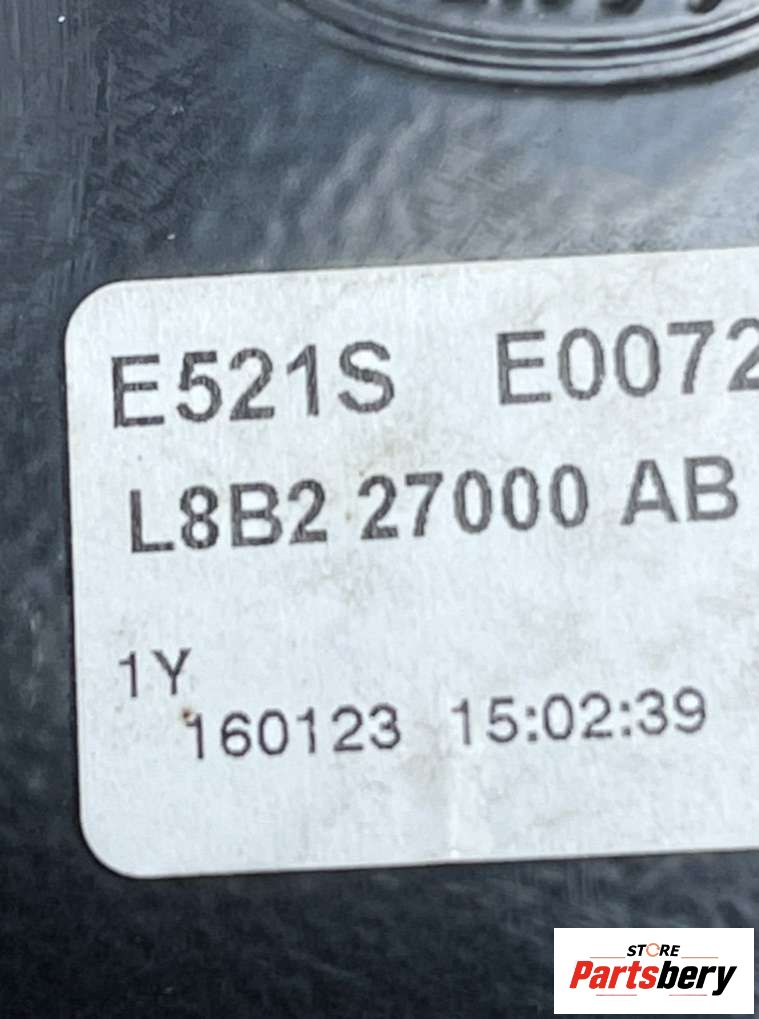 E521S E0072
L8B2 27000 AB
1Y
160123 15:02:39
STORE
Partsbery